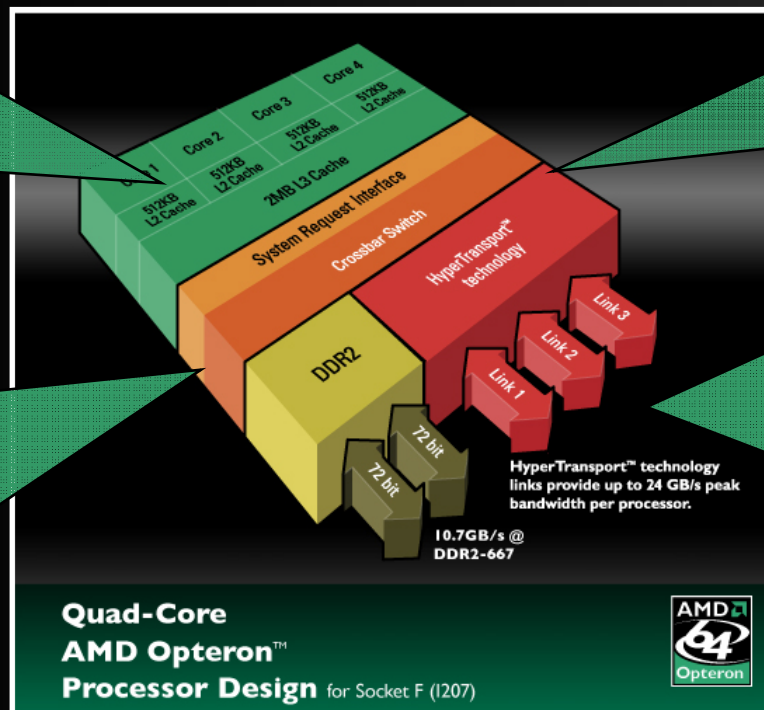 Core 2
Core 3
Core 4
512KB
L2 Cache
512KB
L2 Cache
512KB
L2 Cache
512KB
L2 Cache
2MB L3 Cache
System Request Interface
Crossbar Switch
HyperTransport™
technology
DDR2
Link 1
Link 2
Link 3
72 bit
72 bit
HyperTransport™ technology
links provide up to 24 GB/s peak
bandwidth per processor.
10.7GB/s @
DDR2-667
Quad-Core
AMD Opteron™
Processor Design for Socket F (1207)
AMD
64
Opteron